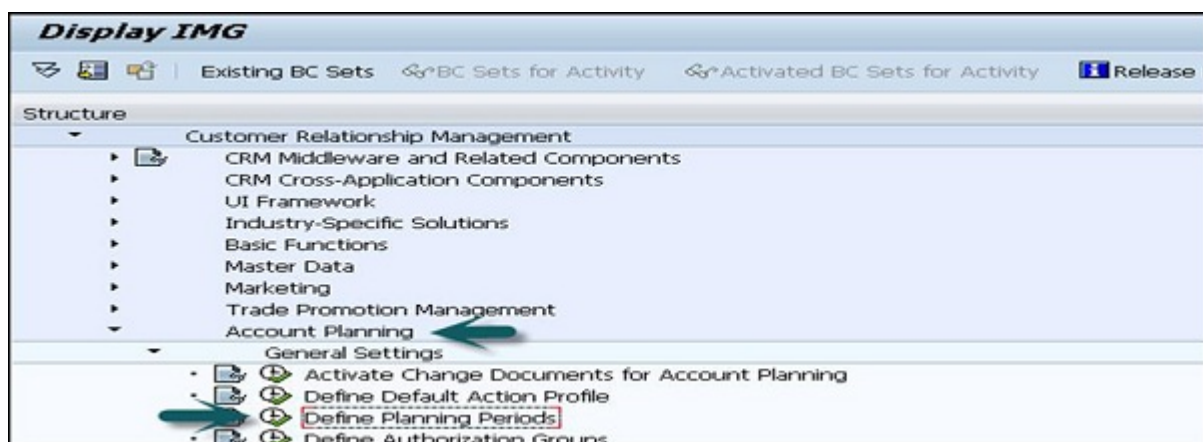 Display IMG
Existing BC Sets BC Sets for Activity Activated BC Sets for Activity Release
Structure
Customer Relationship Management
CRM Middleware and Related Components
CRM Cross-Application Components
UI Framework
Industry-Specific Solutions
Basic Functions
Master Data
Marketing
Trade Promotion Management
Account Planning
General Settings
Activate Change Documents for Account Planning
Define Default Action Profile
Define Planning Periods
Define Authorization Groups